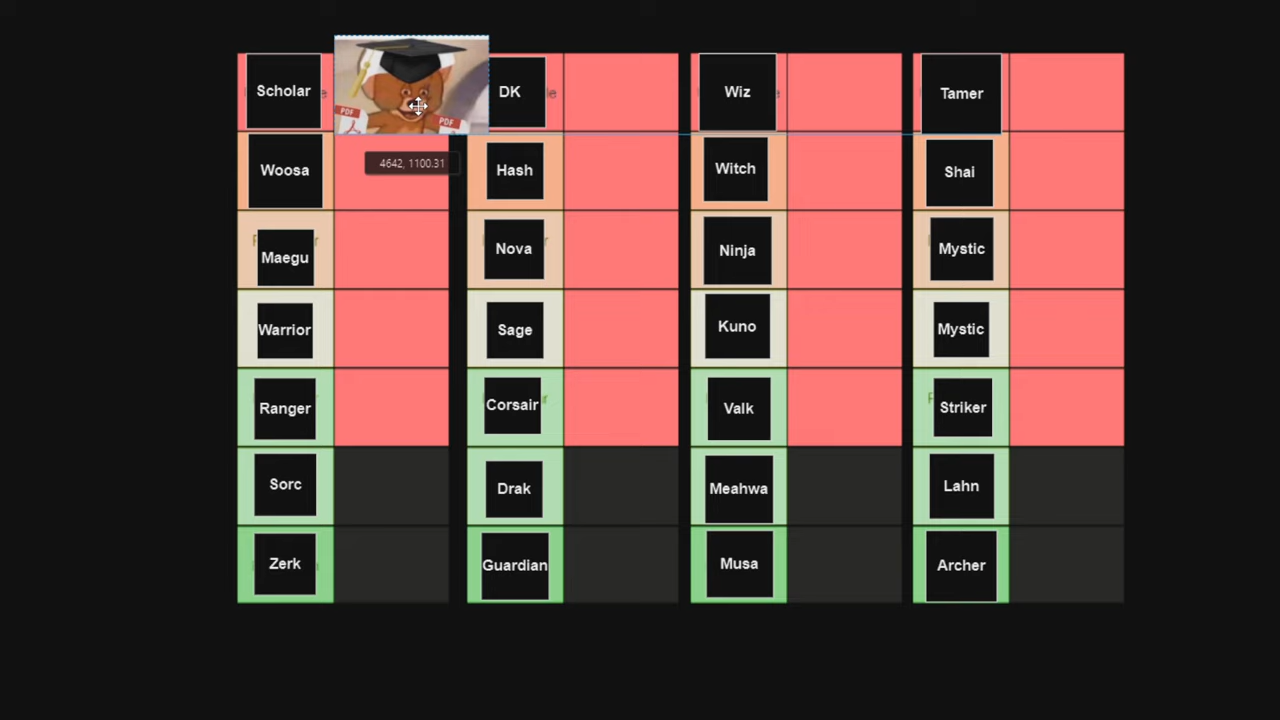 Scholar
PDF
PDF
DK
Wiz
Tamer
4642, 1100.31
Woosa
Hash
Witch
Shai
Maegu
Nova
Ninja
Mystic
Warrior
Sage
Kuno
Mystic
Ranger
Corsair
Valk
Striker
Sorc
Drak
Meahwa
Lahn
Zerk
Guardian
Musa
Archer